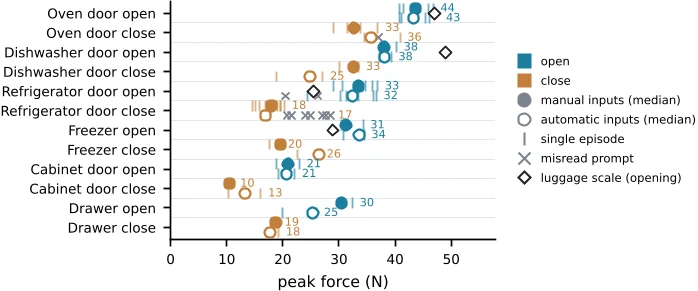 Oven door open 44
43
Oven door close 33
36
Dishwasher door open 38
38
Dishwasher door close 33
25
Refrigerator door open 33
32
Refrigerator door close 18
17
Freezer open 31
34
Freezer close 20
26
Cabinet door open 21
21
Cabinet door close 10
13
Drawer open 30
25
Drawer close 19
18
0 10 20 30 40 50
peak force (N)
open
close
manual inputs (median)
automatic inputs (median)
single episode
misread prompt
luggage scale (opening)